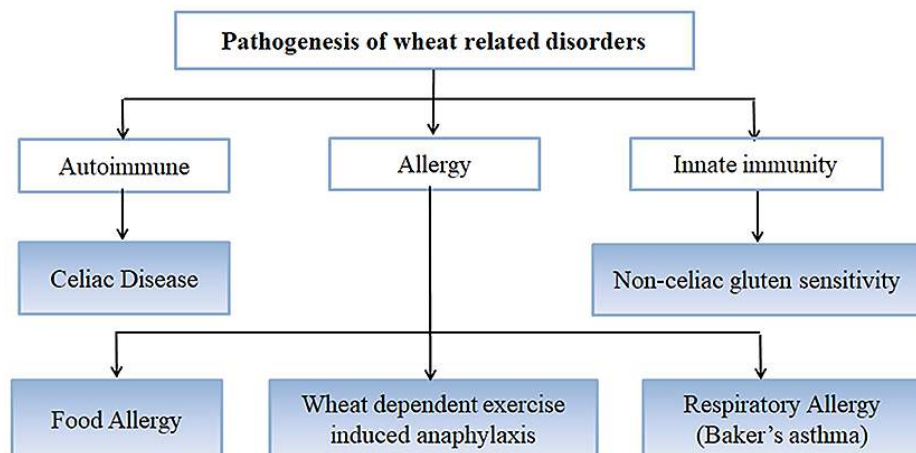 Pathogenesis of wheat related disorders
Autoimmune
Allergy
Innate immunity
Celiac Disease
Non-celiac gluten sensitivity
Food Allergy
Wheat dependent exercise
induced anaphylaxis
Respiratory Allergy
(Baker’s asthma)